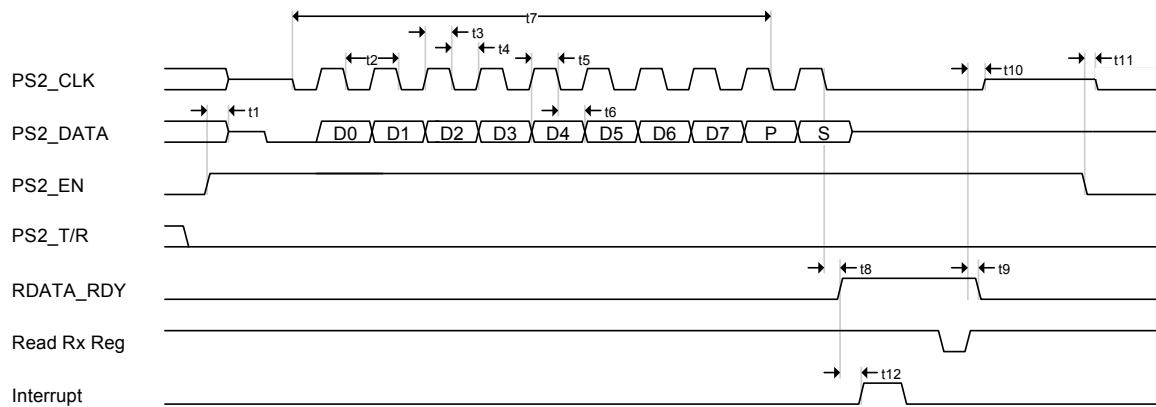 t7
t3
t2 t4 t5 t10 t11
PS2_CLK
t1 t6
PS2_DATA D0 D1 D2 D3 D4 D5 D6 D7 P S
PS2_EN
PS2_T/R
t8 t9
RDATA_RDY
Read Rx Reg
t12
Interrupt